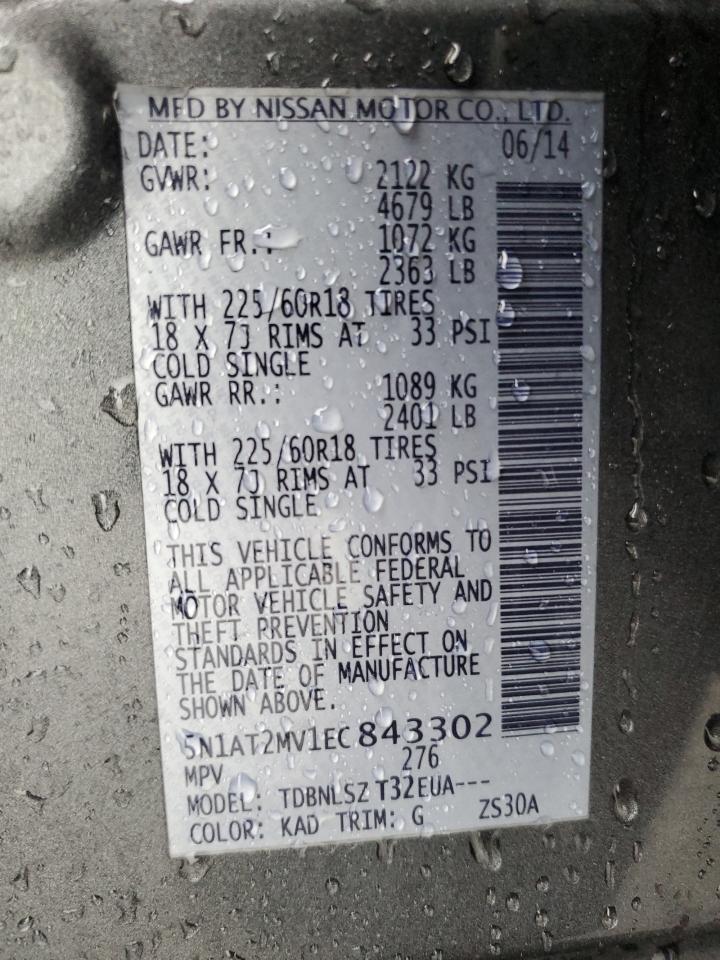 MFD BY NISSAN MOTOR CO., LTD.
DATE: 06/14
GVWR: 2122 KG
4679 LB
GAWR FR.: 1072 KG
2363 LB
WITH 225/60R18 TIRES
18 X 7J RIMS AT 33 PSI
COLD SINGLE
GAWR RR.: 1089 KG
2401 LB
WITH 225/60R18 TIRES
18 X 7J RIMS AT 33 PSI
COLD SINGLE
THIS VEHICLE CONFORMS TO
ALL APPLICABLE FEDERAL
MOTOR VEHICLE SAFETY AND
THEFT PREVENTION
STANDARDS IN EFFECT ON
THE DATE OF MANUFACTURE
SHOWN ABOVE.
5N1AT2MV1EC843302
MPV 276
MODEL: TDBNLSZ T32EUA---
COLOR: KAD TRIM: G ZS30A